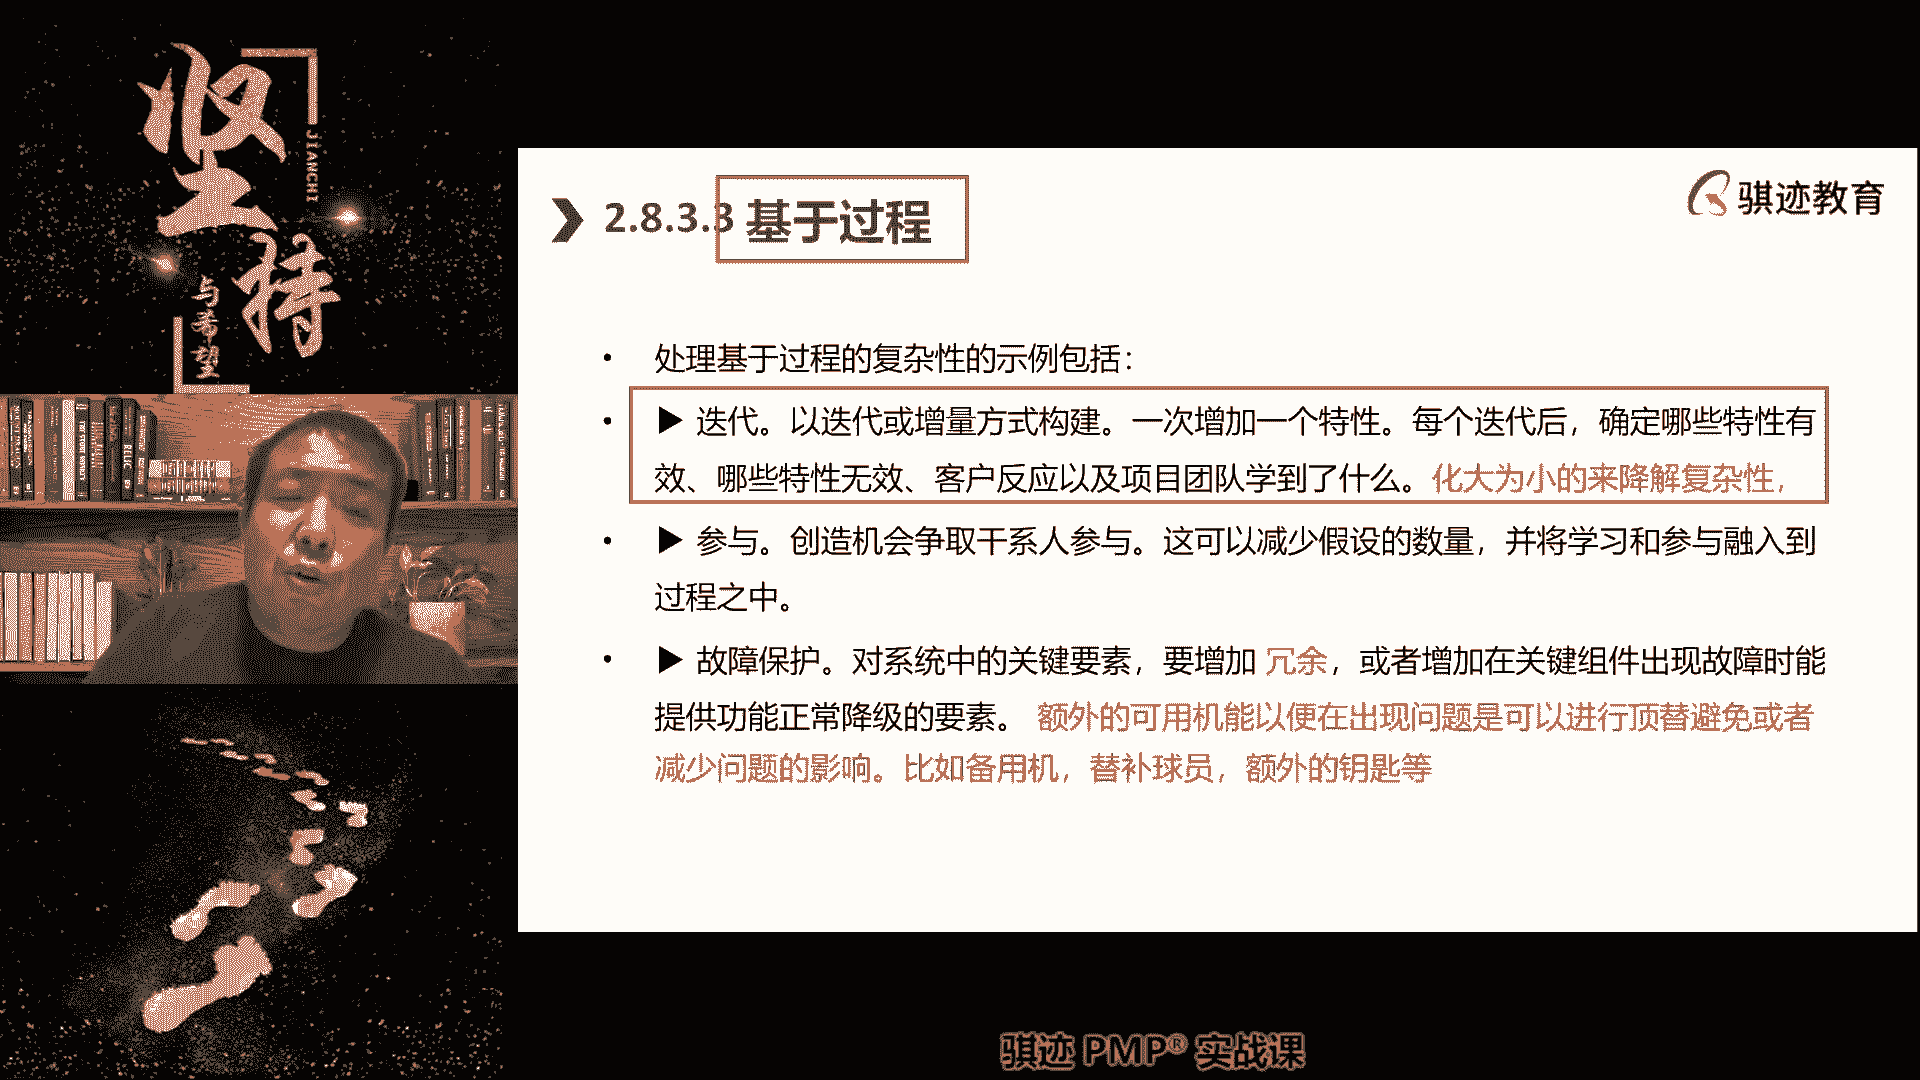 坚持
JIANCHI
与希望
2.8.3.3 基于过程
骐迹教育
• 处理基于过程的复杂性的示例包括：
• ▶ 迭代。以迭代或增量方式构建。一次增加一个特性。每个迭代后，确定哪些特性有
效、哪些特性无效、客户反应以及项目团队学到了什么。化大为小的来降解复杂性，
• ▶ 参与。创造机会争取干系人参与。这可以减少假设的数量，并将学习和参与融入到
过程之中。
• ▶ 故障保护。对系统中的关键要素，要增加 冗余，或者增加在关键组件出现故障时能
提供功能正常降级的要素。 额外的可用机能以便在出现问题是可以进行顶替避免或者
减少问题的影响。比如备用机，替补球员，额外的钥匙等
骐迹 PMP® 实战课